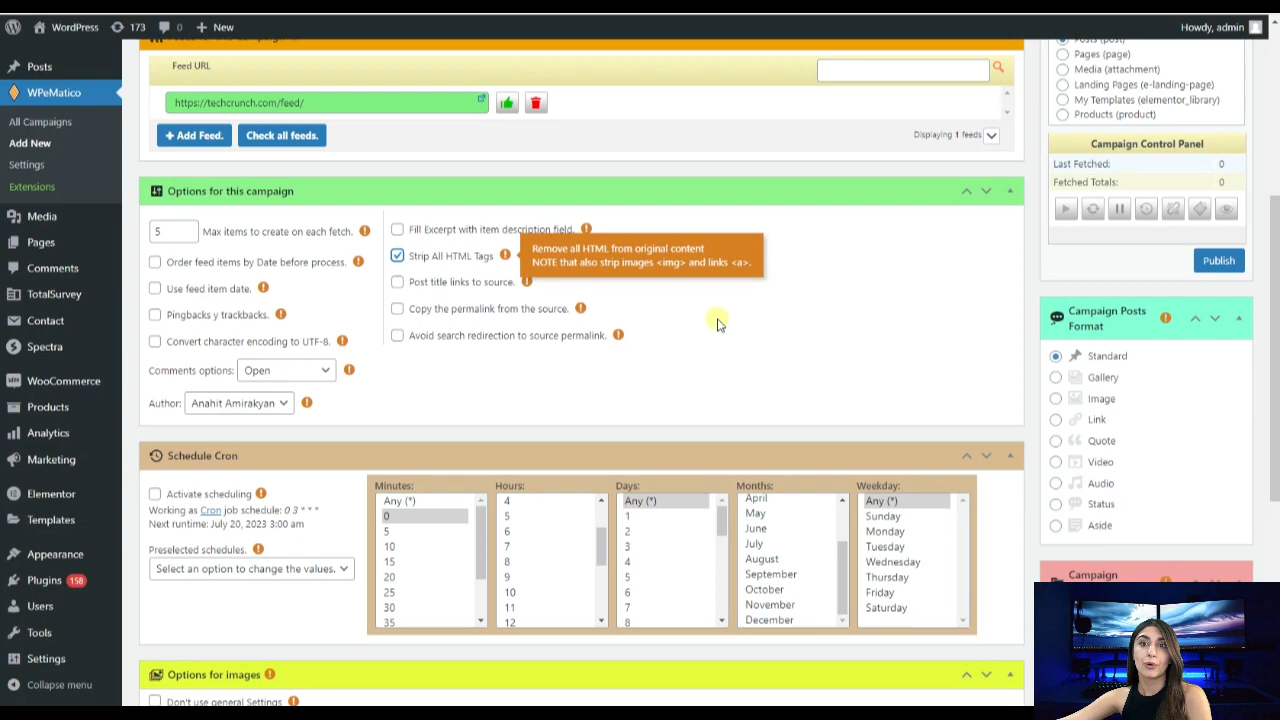 WordPress
173
0
New
Howdy, admin
Posts
WPeMatico
All Campaigns
Add New
Settings
Extensions
Media
Pages
Comments
TotalSurvey
Contact
Spectra
WooCommerce
Products
Analytics
Marketing
Elementor
Templates
Appearance
Plugins 158
Users
Tools
Settings
Collapse menu
Feed URL
https://techcrunch.com/feed/
+ Add Feed.
Check all feeds.
Displaying 1 feeds
Options for this campaign
5 Max items to create on each fetch.
Order feed items by Date before process.
Use feed item date.
Pingbacks y trackbacks.
Convert character encoding to UTF-8.
Comments options: Open
Author: Anahit Amirakyan
Fill Excerpt with item description field.
Strip All HTML Tags
Remove all HTML from original content
NOTE that also strip images <img> and links <a>.
Post title links to source.
Copy the permalink from the source.
Avoid search redirection to source permalink.
Schedule Cron
Activate scheduling
Working as Cron job schedule: 0 3 * * *
Next runtime: July 20, 2023 3:00 am
Preselected schedules.
Select an option to change the values.
Minutes:
Any (*)
0
5
10
15
20
25
30
35
Hours:
4
5
6
7
8
9
10
11
12
Days:
Any (*)
1
2
3
4
5
6
7
8
Months:
April
May
June
July
August
September
October
November
December
Weekday:
Any (*)
Sunday
Monday
Tuesday
Wednesday
Thursday
Friday
Saturday
Options for images
Don't use general Settings
Posts (post)
Pages (page)
Media (attachment)
Landing Pages (e-landing-page)
My Templates (elementor_library)
Products (product)
Campaign Control Panel
Last Fetched: 0
Fetched Totals: 0
Publish
Campaign Posts
Format
Standard
Gallery
Image
Link
Quote
Video
Audio
Status
Aside
Campaign